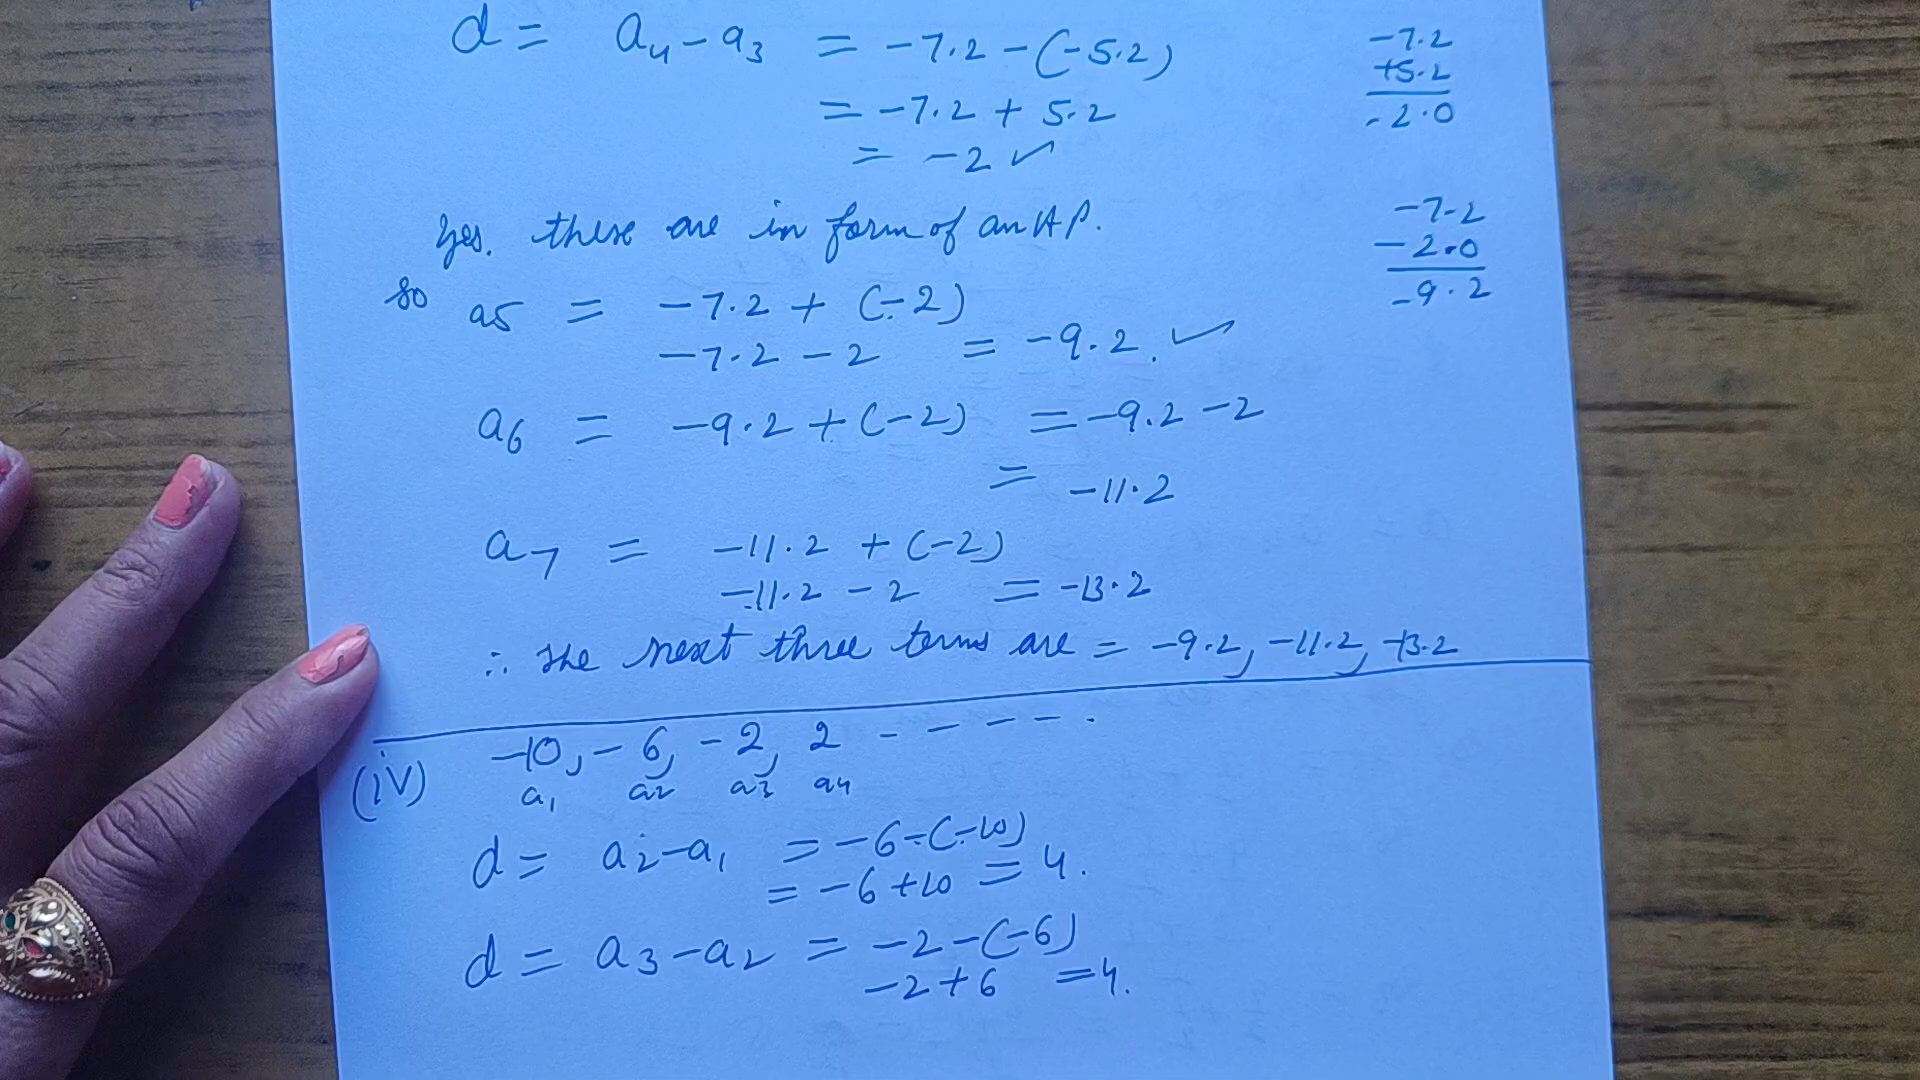 d = a4 - a3 = -7.2 - (-5.2)
= -7.2 + 5.2
= -2 ✓
-7.2
+5.2
-2.0
Yes. these are in form of an AP.
-7.2
-2.0
-9.2
so a5 = -7.2 + (-2)
-7.2 - 2 = -9.2. ✓
a6 = -9.2 + (-2) = -9.2 - 2
= -11.2
a7 = -11.2 + (-2)
-11.2 - 2 = -13.2
∴ The next three terms are = -9.2, -11.2, -13.2
(iv) -10, -6, -2, 2 - - - - .
a1 a2 a3 a4
d = a2 - a1 = -6 - (-10)
= -6 + 10 = 4.
d = a3 - a2 = -2 - (-6)
-2 + 6 = 4.